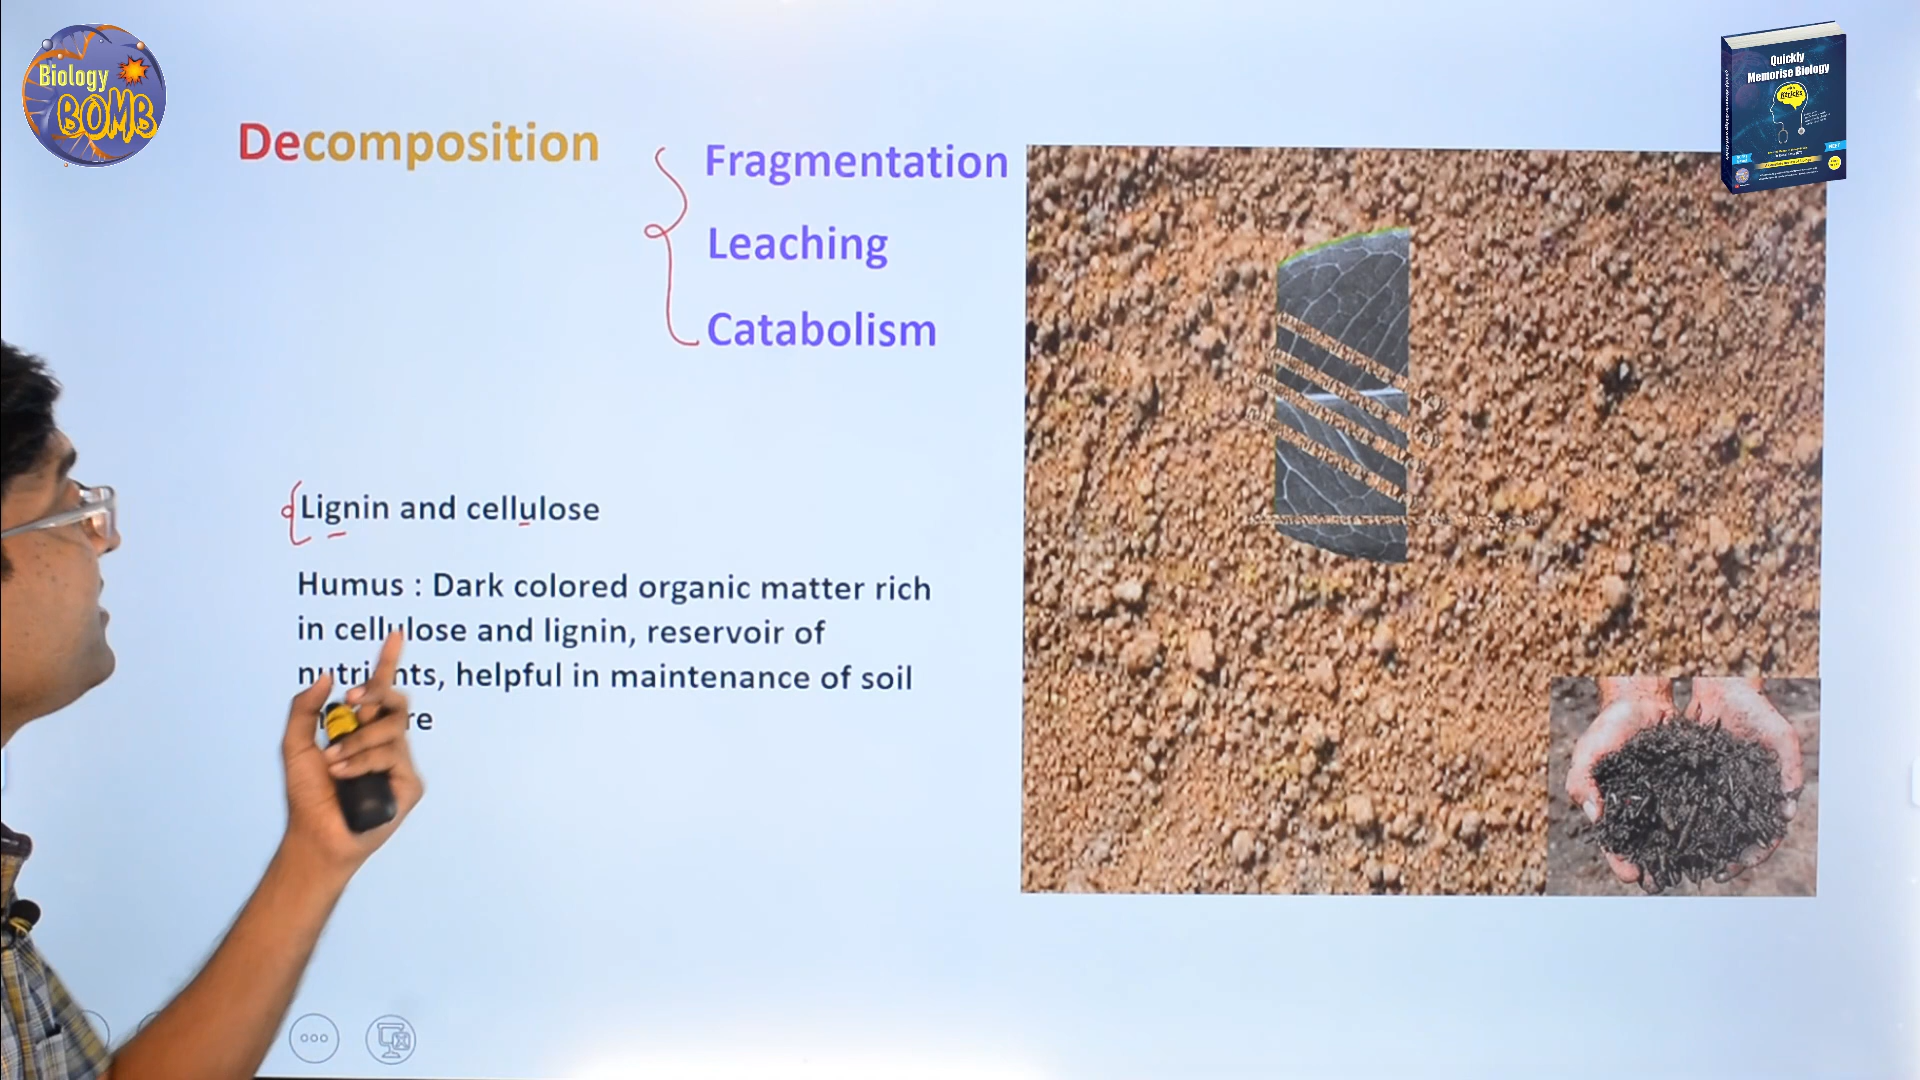 Biology
BOMB
Quickly
Memorise Biology
Decomposition
Fragmentation
Leaching
Catabolism
Lignin and cellulose
Humus : Dark colored organic matter rich
in cellulose and lignin, reservoir of
nutrients, helpful in maintenance of soil